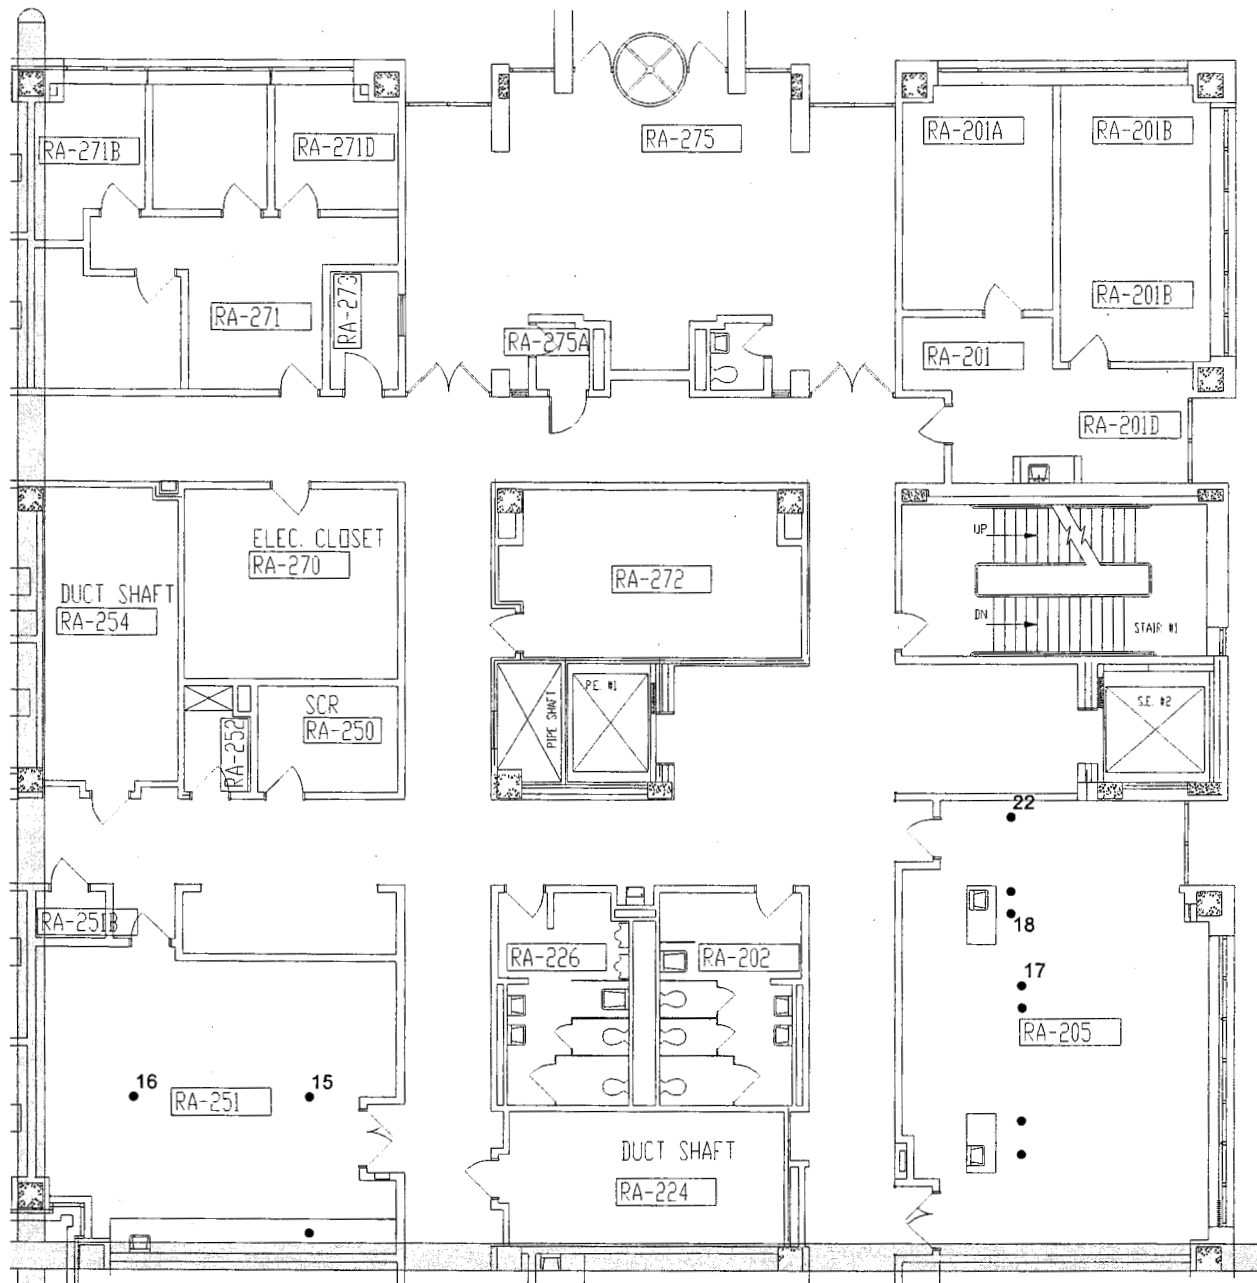 RA-275
RA-201A
RA-201B
RA-271B
RA-271D
RA-273
RA-271
RA-201B
RA-275A
RA-201
RA-201D
UP
ELEC. CLOSET
RA-270
RA-272
DUCT SHAFT
RA-254
DN
STAIR #1
P.E. #1
S.E. #2
SCR
RA-250
PIPE SHAFT
RA-252
22
RA-251B
18
RA-226
RA-202
17
RA-205
16
RA-251
15
DUCT SHAFT
RA-224